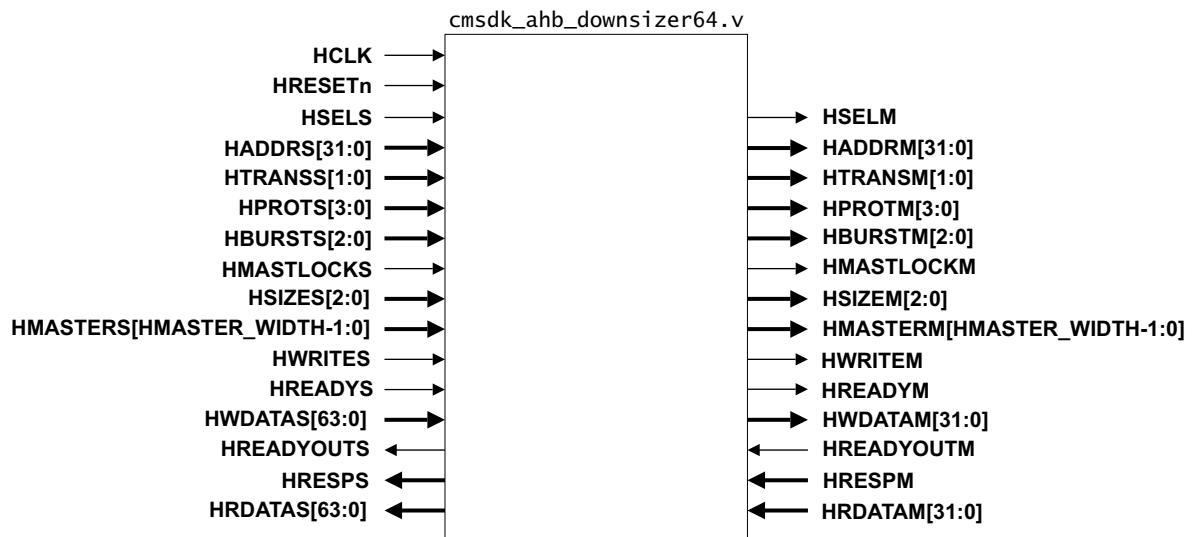 cmsdk_ahb_downsizer64.v
HCLK
HRESETn
HSELS HSELM
HADDRS[31:0] HADDRM[31:0]
HTRANSS[1:0] HTRANSM[1:0]
HPROTS[3:0] HPROTM[3:0]
HBURSTS[2:0] HBURSTM[2:0]
HMASTLOCKS HMASTLOCKM
HSIZES[2:0] HSIZEM[2:0]
HMASTERS[HMASTER_WIDTH-1:0] HMASTERM[HMASTER_WIDTH-1:0]
HWRITES HWRITEM
HREADYS HREADYM
HWDATAS[63:0] HWDATAM[31:0]
HREADYOUTS HREADYOUTM
HRESPS HRESPM
HRDATAS[63:0] HRDATAM[31:0]